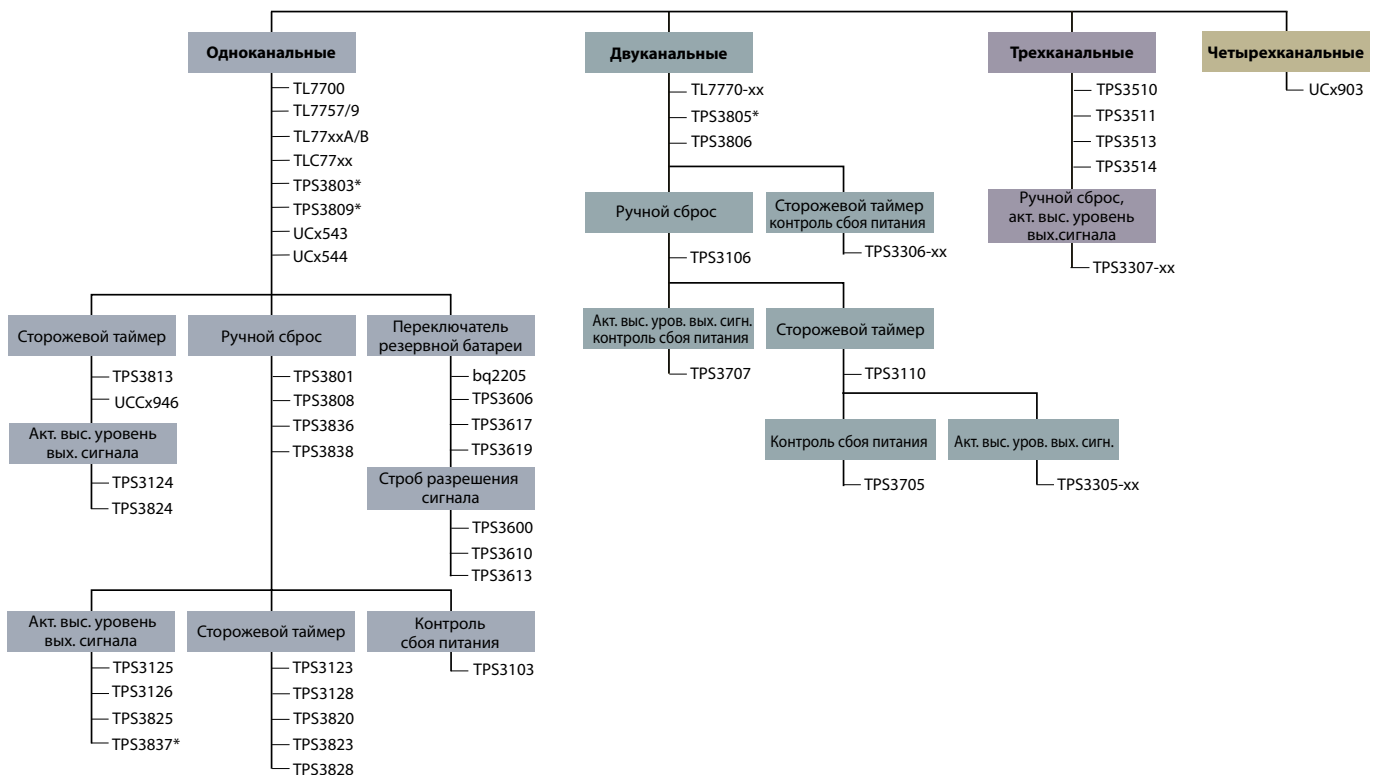 Одноканальные
TL7700
TL7757/9
TL77xxA/B
TLC77xx
TPS3803*
TPS3809*
UCx543
UCx544
Сторожевой таймер
TPS3813
UCCx946
Акт. выс. уровень
вых. сигнала
TPS3124
TPS3824
Ручной сброс
TPS3801
TPS3808
TPS3836
TPS3838
Переключатель
резервной батареи
bq2205
TPS3606
TPS3617
TPS3619
Строб разрешения
сигнала
TPS3600
TPS3610
TPS3613
Акт. выс. уровень
вых. сигнала
TPS3125
TPS3126
TPS3825
TPS3837*
Сторожевой таймер
TPS3123
TPS3128
TPS3820
TPS3823
TPS3828
Контроль
сбоя питания
TPS3103
Двуканальные
TL7770-xx
TPS3805*
TPS3806
Ручной сброс
TPS3106
Сторожевой таймер
контроль сбоя питания
TPS3306-xx
Акт. выс. уров. вых. сигн.
контроль сбоя питания
TPS3707
Сторожевой таймер
TPS3110
Контроль сбоя питания
TPS3705
Акт. выс. уров. вых. сигн.
TPS3305-xx
Трехканальные
TPS3510
TPS3511
TPS3513
TPS3514
Ручной сброс,
акт. выс. уровень
вых.сигнала
TPS3307-xx
Четырехканальные
UCx903